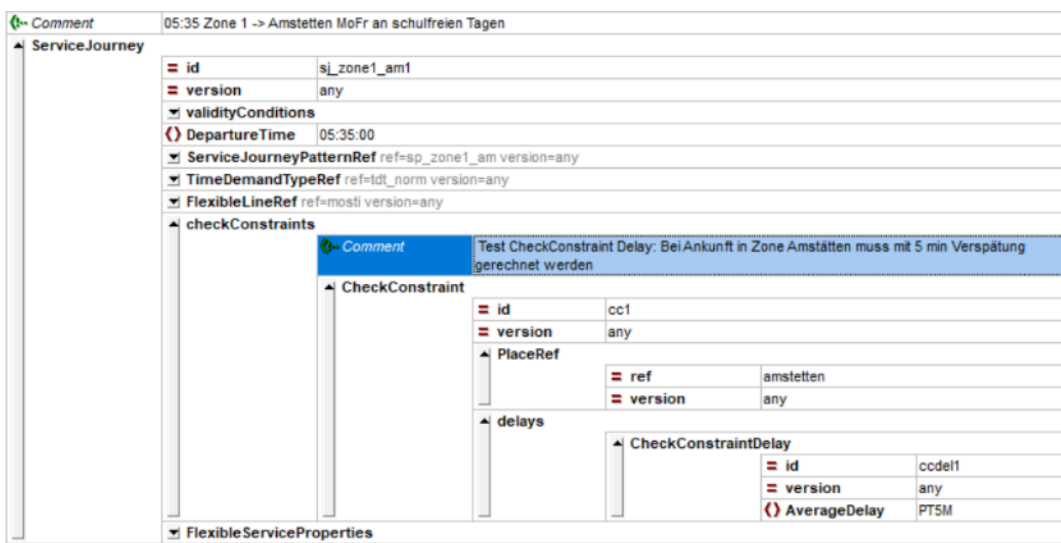 Comment 05:35 Zone 1 -> Amstetten MoFr an schulfreien Tagen
ServiceJourney
= id sj_zone1_am1
= version any
validityConditions
() DepartureTime 05:35:00
ServiceJourneyPatternRef ref=sp_zone1_am version=any
TimeDemandTypeRef ref=tdt_norm version=any
FlexibleLineRef ref=mosti version=any
checkConstraints
Comment Test CheckConstraint Delay: Bei Ankunft in Zone Amstätten muss mit 5 min Verspätung
gerechnet werden
CheckConstraint
= id cc1
= version any
PlaceRef
= ref amstetten
= version any
delays
CheckConstraintDelay
= id ccdel1
= version any
() AverageDelay PT5M
FlexibleServiceProperties